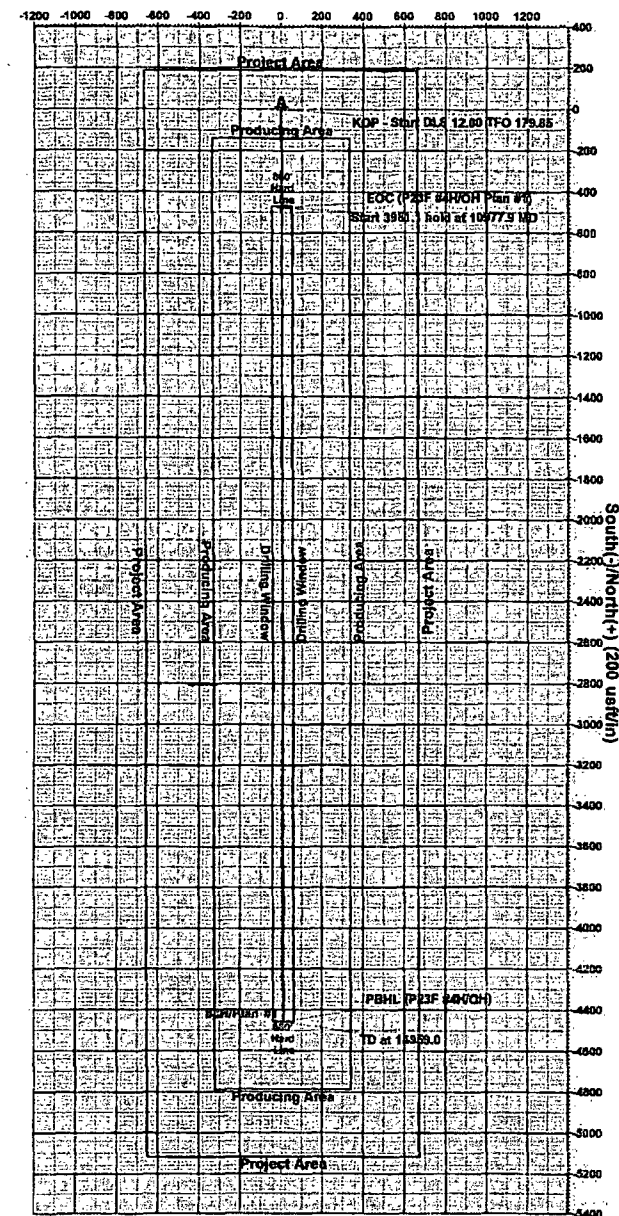 -1200 -1000 -800 -600 -400 -200 0 200 400 600 800 1000 1200
400
Project Area
200
A
0
KOP - Start DLS 12.00 TFO 179.85
Producing Area
-200
Hard
Line
EOC (P23F #4H/OH Plan #1)
-400
Start 3981.1 hold at 10977.9 MD
-600
-800
-1000
-1200
-1400
-1600
-1800
-2000
South(-)/North(+) (200 usft/in)
Project Area
Producing Area
Drilling Window
Drilling Window
Producing Area
Project Area
-2200
-2400
-2600
-2800
-3000
-3200
-3400
-3600
-3800
-4000
-4200
PBHL (P23F #4H/OH)
-4400
Hard
Line
TD at
-4600
-4800
Producing Area
-5000
Project Area
-5200
-5400